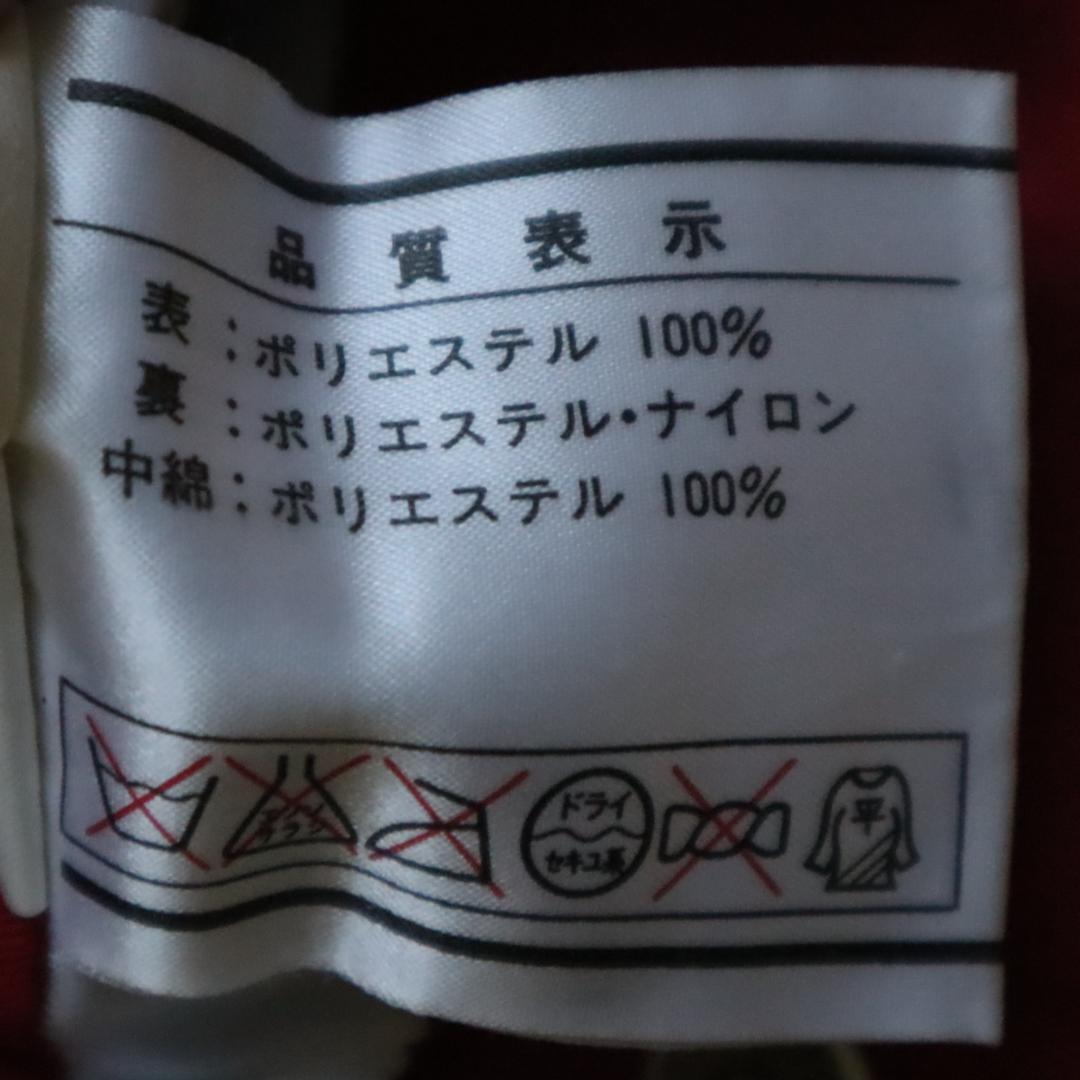 品質表示
表：ポリエステル 100%
裏：ポリエステル・ナイロン
中綿：ポリエステル 100%
ドライ
セキユ系
平